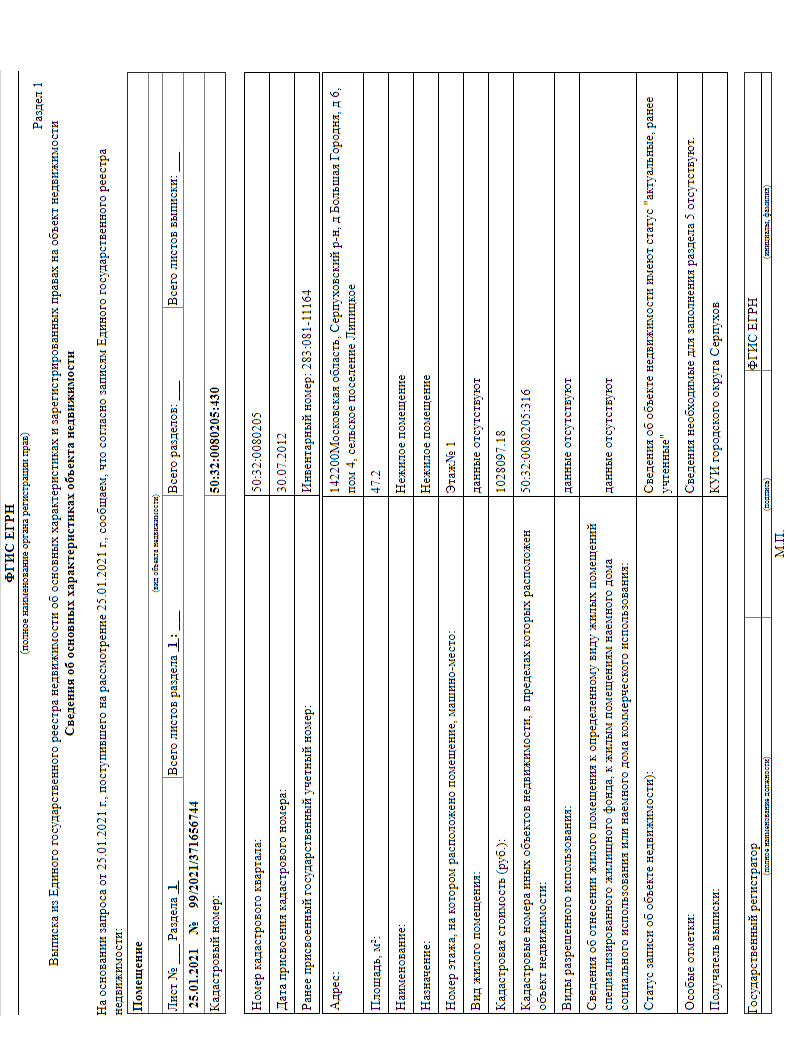 ФГИС ЕГРН
(полное наименование органа регистрации прав)
Раздел 1
Выписка из Единого государственного реестра недвижимости об основных характеристиках и зарегистрированных правах на объект недвижимости
Сведения об основных характеристиках объекта недвижимости
На основании запроса от 25.01.2021 г., поступившего на рассмотрение 25.01.2021 г., сообщаем, что согласно записям Единого государственного реестра
недвижимости:
Помещение
(вид объекта недвижимости)
Лист № ___ Раздела 1 Всего листов раздела 1 : ___ Всего разделов: ___ Всего листов выписки: ___
25.01.2021 № 99/2021/371656744
Кадастровый номер: 50:32:0080205:430
Номер кадастрового квартала: 50:32:0080205
Дата присвоения кадастрового номера: 30.07.2012
Ранее присвоенный государственный учетный номер: Инвентарный номер: 283:081-11164
Адрес: 142200Московская область, Серпуховский р-н, д Большая Городня, д 6,
пом 4, сельское поселение Липицкое
Площадь, м²: 47.2
Наименование: Нежилое помещение
Назначение: Нежилое помещение
Номер этажа, на котором расположено помещение, машино-место: Этаж№ 1
Вид жилого помещения: данные отсутствуют
Кадастровая стоимость (руб.): 1028097.18
Кадастровые номера иных объектов недвижимости, в пределах которых расположен 50:32:0080205:316
объект недвижимости:
Виды разрешенного использования: данные отсутствуют
Сведения об отнесении жилого помещения к определенному виду жилых помещений
специализированного жилищного фонда, к жилым помещениям наемного дома данные отсутствуют
социального использования или наемного дома коммерческого использования:
Статус записи об объекте недвижимости): Сведения об объекте недвижимости имеют статус "актуальные, ранее
учтенные"
Особые отметки: Сведения необходимые для заполнения раздела 5 отсутствуют.
Получатель выписки: КУИ городского округа Серпухов
Государственный регистратор ФГИС ЕГРН
(полное наименование должности) (подпись) (инициалы, фамилия)
М.П.